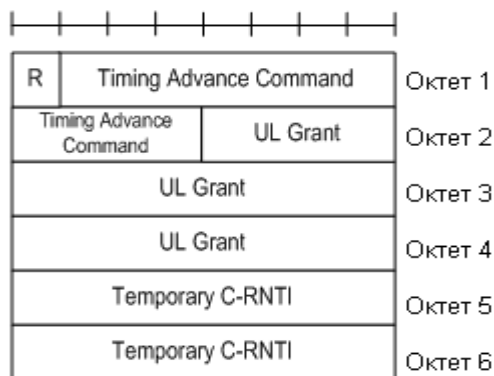 R Timing Advance Command Октет 1
Timing Advance
Command UL Grant Октет 2
UL Grant Октет 3
UL Grant Октет 4
Temporary C-RNTI Октет 5
Temporary C-RNTI Октет 6